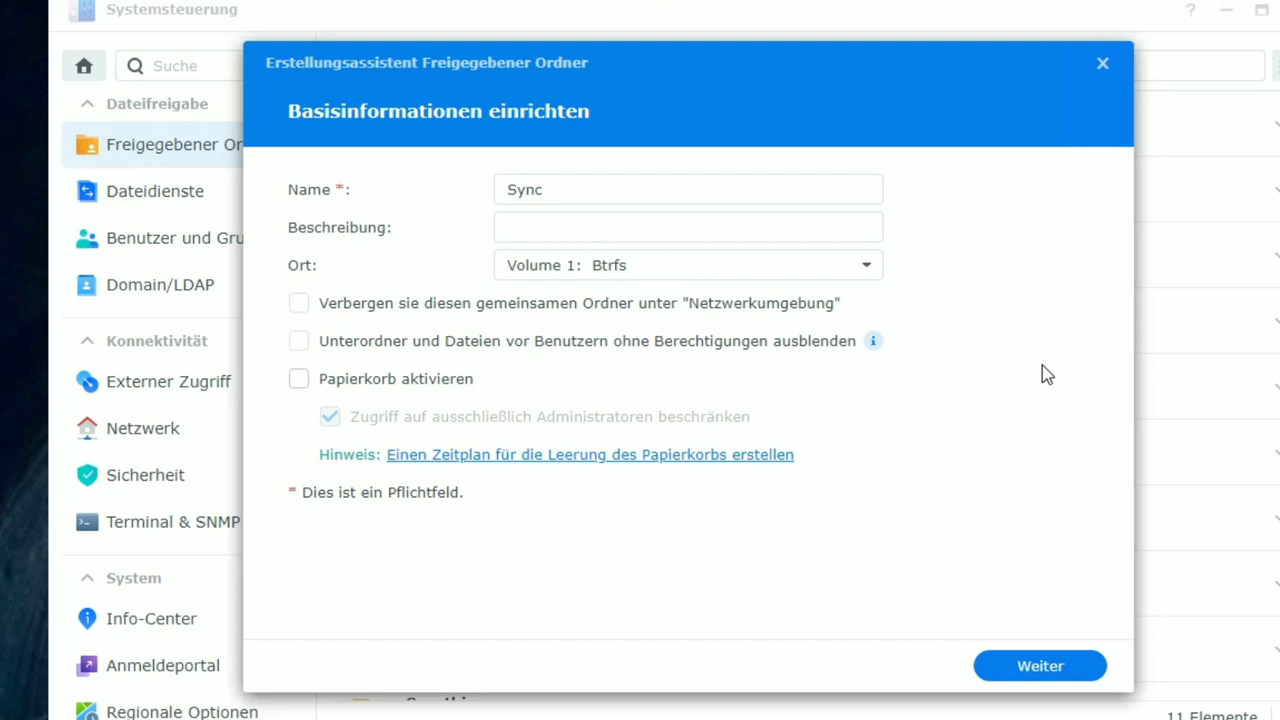 Systemsteuerung
Suche
Dateifreigabe
Freigegebener Or
Dateidienste
Benutzer und Gru
Domain/LDAP
Konnektivität
Externer Zugriff
Netzwerk
Sicherheit
Terminal & SNMP
System
Info-Center
Anmeldeportal
Regionale Optionen
Erstellungsassistent Freigegebener Ordner
Basisinformationen einrichten
Name *:
Sync
Beschreibung:
Ort:
Volume 1: Btrfs
Verbergen sie diesen gemeinsamen Ordner unter "Netzwerkumgebung"
Unterordner und Dateien vor Benutzern ohne Berechtigungen ausblenden
Papierkorb aktivieren
Zugriff auf ausschließlich Administratoren beschränken
Hinweis: Einen Zeitplan für die Leerung des Papierkorbs erstellen
* Dies ist ein Pflichtfeld.
Weiter
11 Elemente